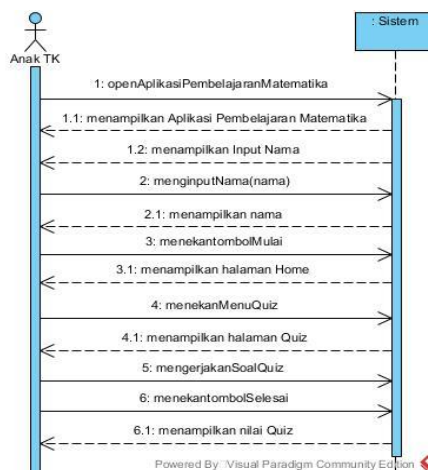 : Sistem
Anak TK
1: openAplikasiPembelajaranMatematika
1.1: menampilkan Aplikasi Pembelajaran Matematika
1.2: menampilkan Input Nama
2: menginputNama(nama)
2.1: menampilkan nama
3: menekantombolMulai
3.1: menampilkan halaman Home
4: menekanMenuQuiz
4.1: menampilkan halaman Quiz
5: mengerjakanSoalQuiz
6: menekantombolSelesai
6.1: menampilkan nilai Quiz
Powered By Visual Paradigm Community Edition